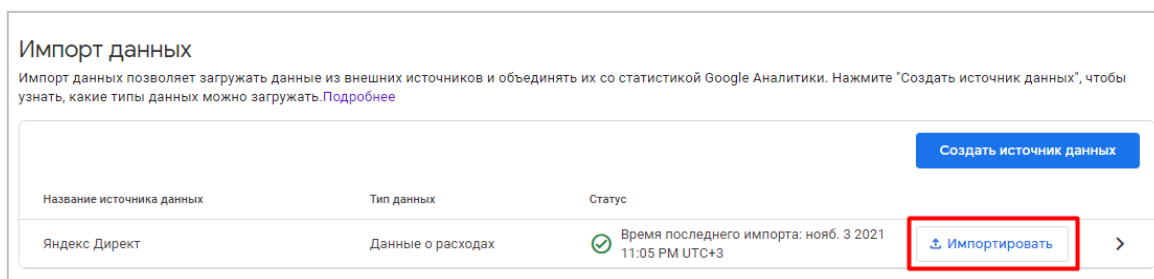 Импорт данных
Импорт данных позволяет загружать данные из внешних источников и объединять их со статистикой Google Аналитики. Нажмите "Создать источник данных", чтобы
узнать, какие типы данных можно загружать.Подробнее
Создать источник данных
Название источника данных Тип данных Статус
Яндекс Директ Данные о расходах Время последнего импорта: нояб. 3 2021
11:05 PM UTC+3 Импортировать